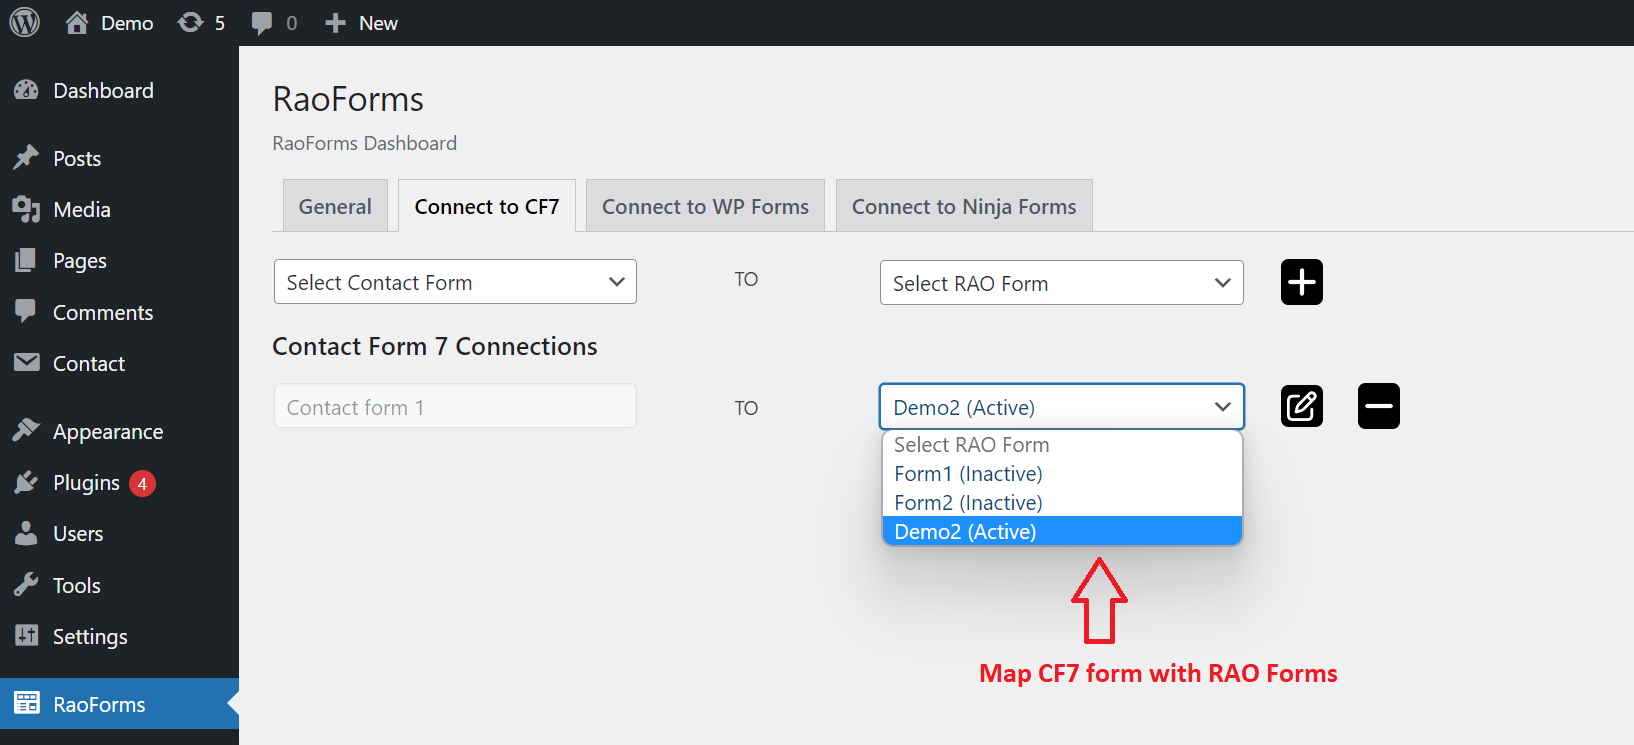 Demo 5 0 New
Dashboard
Posts
Media
Pages
Comments
Contact
Appearance
Plugins 4
Users
Tools
Settings
RaoForms
RaoForms
RaoForms Dashboard
General Connect to CF7 Connect to WP Forms Connect to Ninja Forms
Select Contact Form TO Select RAO Form
Contact Form 7 Connections
Contact form 1 TO Demo2 (Active)
Select RAO Form
Form1 (Inactive)
Form2 (Inactive)
Demo2 (Active)
Map CF7 form with RAO Forms